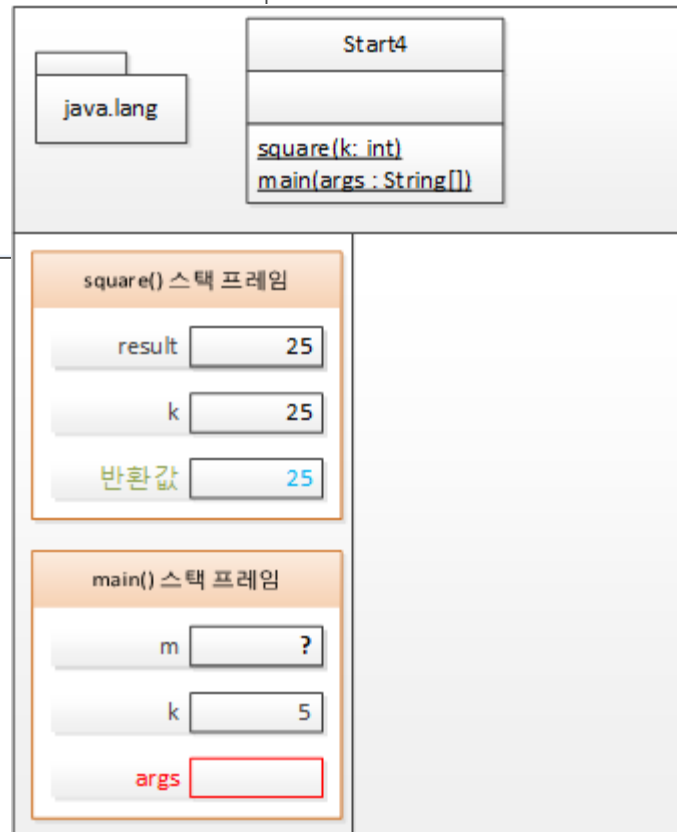 java.lang
Start4
square(k: int)
main(args : String[])
square() 스택 프레임
result 25
k 25
반환값 25
main() 스택 프레임
m ?
k 5
args